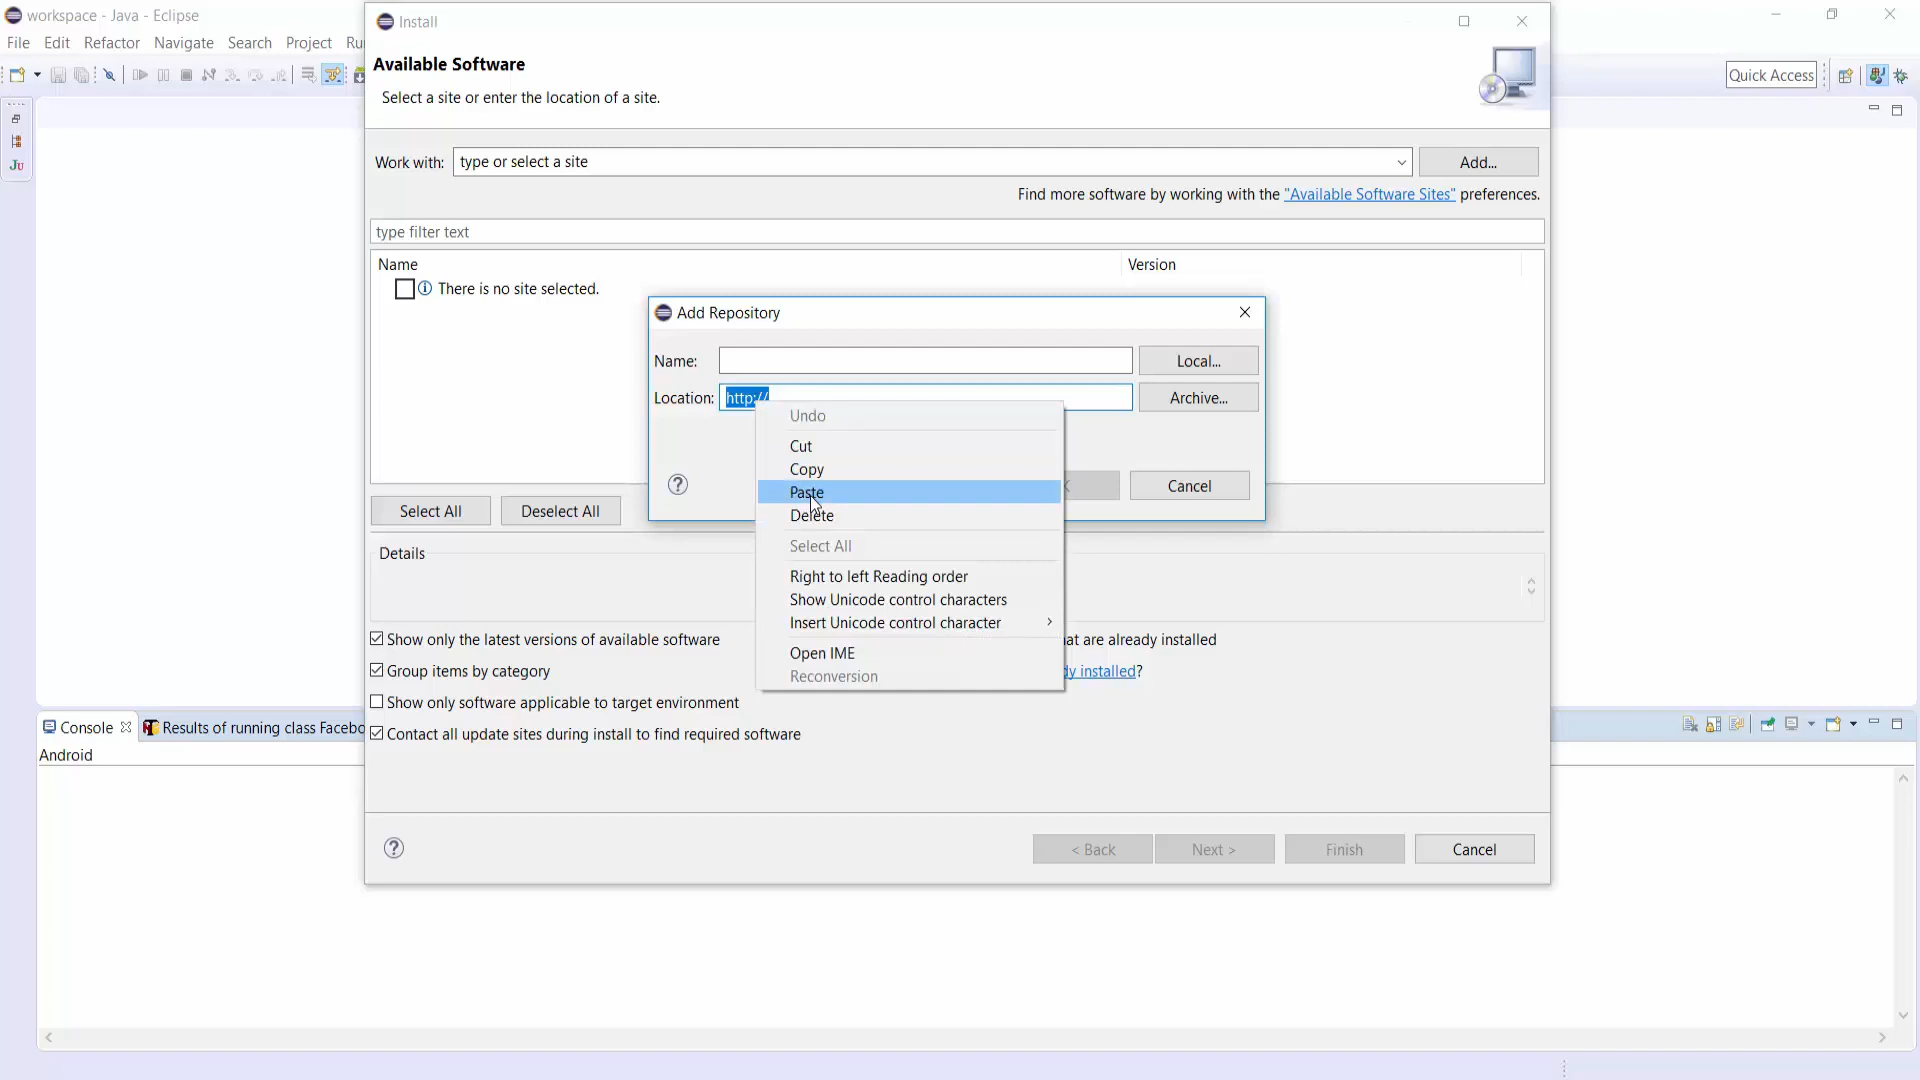 workspace - Java - Eclipse
File Edit Refactor Navigate Search Project Ru
Quick Access
Install
Available Software
Select a site or enter the location of a site.
Work with: type or select a site Add...
Find more software by working with the "Available Software Sites" preferences.
type filter text
Name Version
There is no site selected.
Add Repository
Name: Local...
Location: http:// Archive...
Cancel
Undo
Cut
Copy
Paste
Delete
Select All
Right to left Reading order
Show Unicode control characters
Insert Unicode control character
Open IME
Reconversion
Select All Deselect All
Details
Show only the latest versions of available software at are already installed
Group items by category dy installed?
Show only software applicable to target environment
Contact all update sites during install to find required software
< Back Next > Finish Cancel
Console Results of running class Facebo
Android